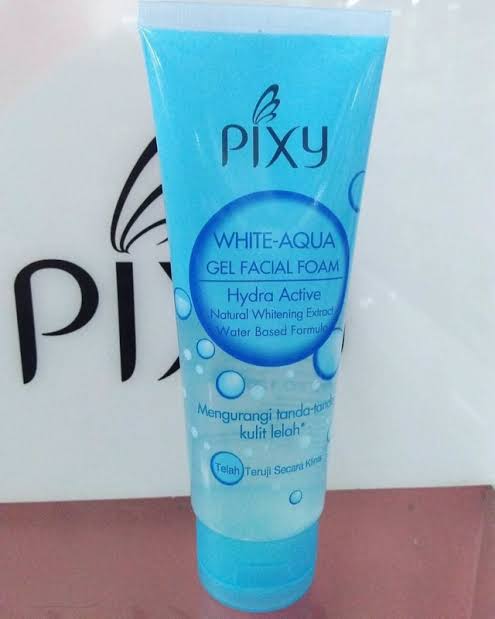 PIXY
WHITE-AQUA
GEL FACIAL FOAM
Hydra Active
Natural Whitening Extract
Water Based Formula
Mengurangi tanda-tanda
kulit lelah*
Telah Teruji Secara Klinis
PIXY